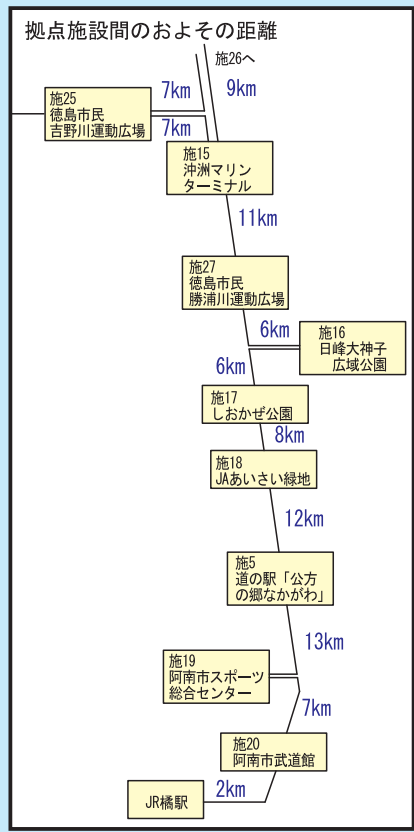 拠点施設間のおよその距離
施26へ
7km
9km
施25
徳島市民
吉野川運動広場
7km
施15
沖洲マリン
ターミナル
11km
施27
徳島市民
勝浦川運動広場
6km
施16
日峰大神子
広域公園
6km
施17
しおかぜ公園
8km
施18
JAあいさい緑地
12km
施5
道の駅「公方
の郷なかがわ」
13km
施19
阿南市スポーツ
総合センター
7km
施20
阿南市武道館
2km
JR橘駅